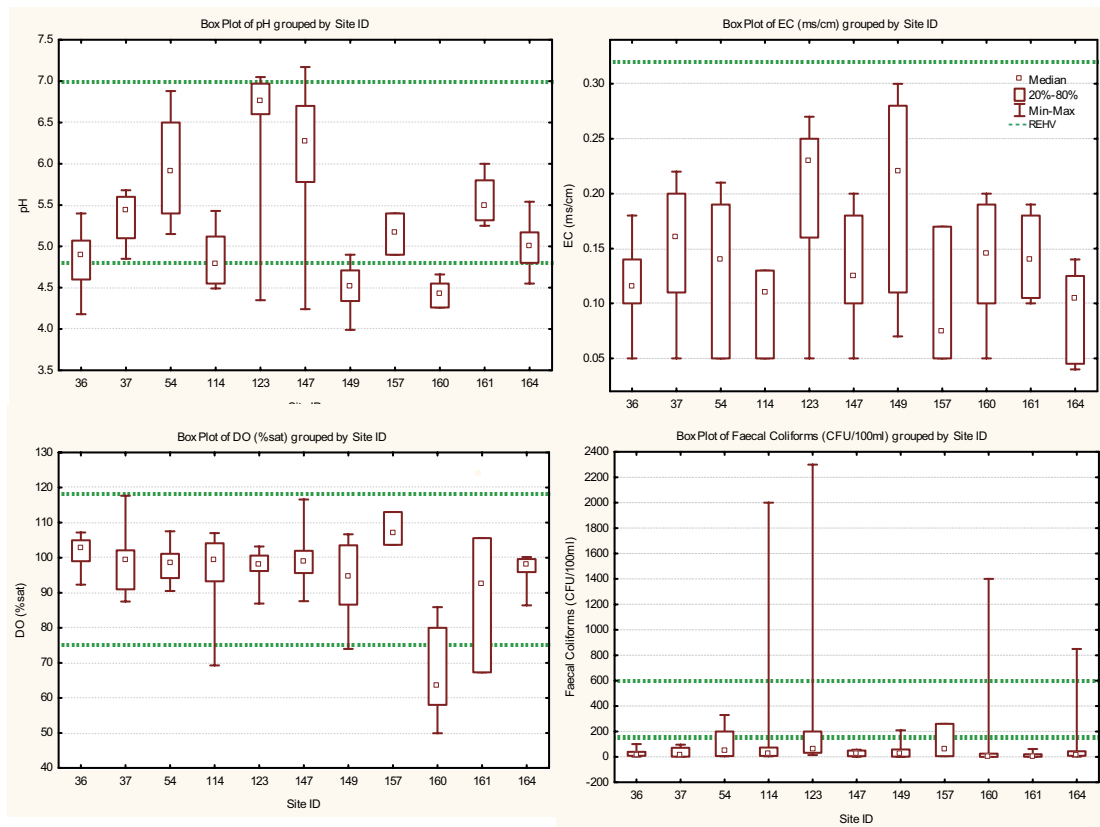 Box Plot of pH grouped by Site ID
7.5
7.0
6.5
6.0
5.5
5.0
4.5
4.0
3.5
pH
36 37 54 114 123 147 149 157 160 161 164
Box Plot of EC (ms/cm) grouped by Site ID
0.30
0.25
0.20
0.15
0.10
0.05
EC (ms/cm)
Median
20%-80%
Min-Max
REHV
36 37 54 114 123 147 149 157 160 161 164
Box Plot of DO (%sat) grouped by Site ID
130
120
110
100
90
80
70
60
50
40
DO (%sat)
36 37 54 114 123 147 149 157 160 161 164
Site ID
Box Plot of Faecal Coliforms (CFU/100ml) grouped by Site ID
2400
2200
2000
1800
1600
1400
1200
1000
800
600
400
200
0
-200
Faecal Coliforms (CFU/100ml)
36 37 54 114 123 147 149 157 160 161 164
Site ID